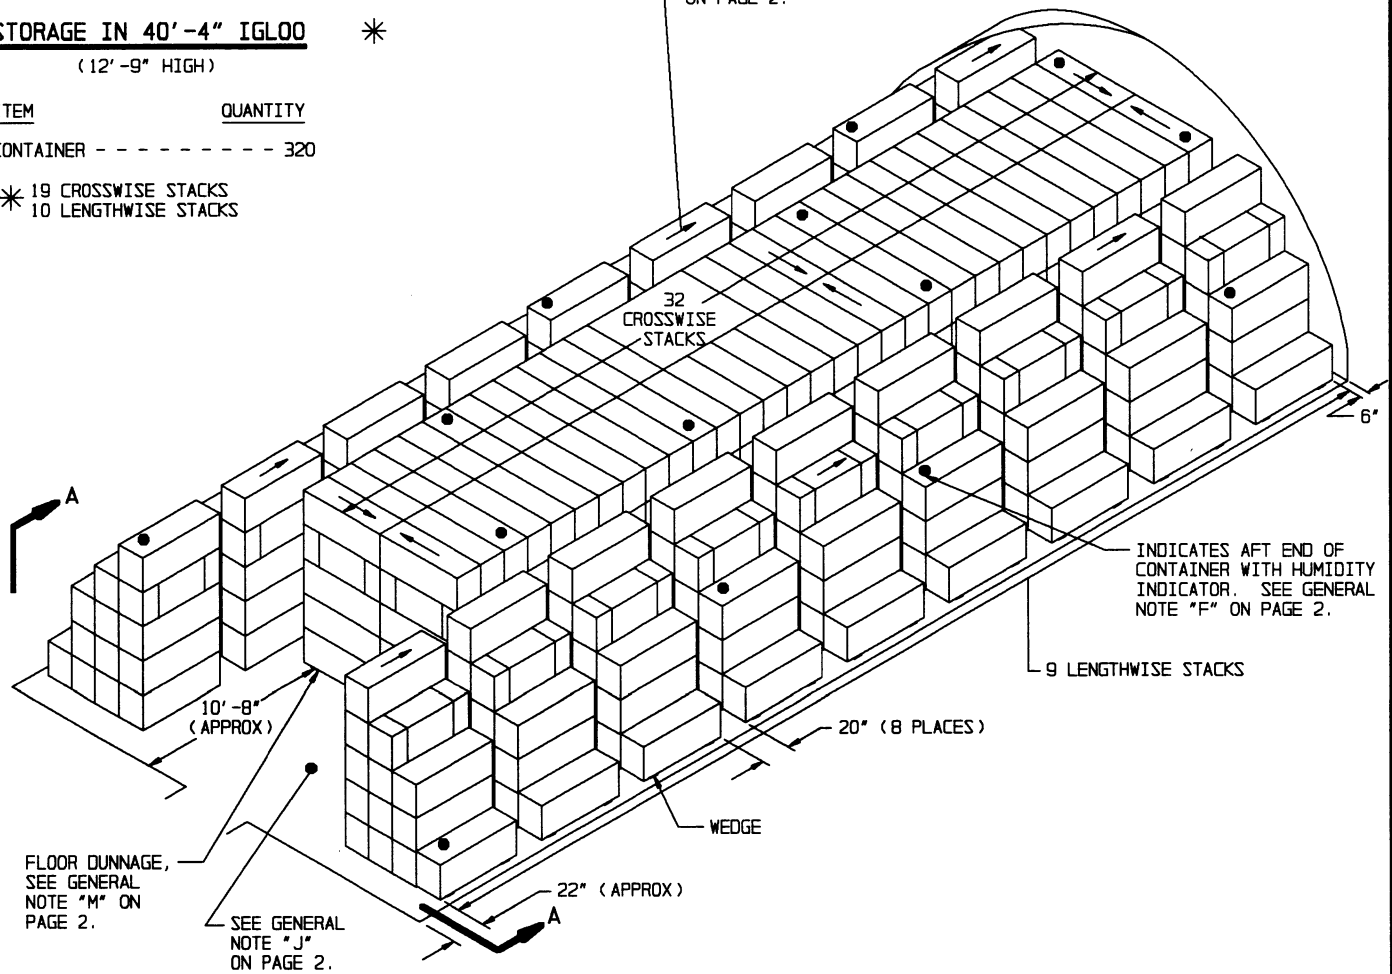 STORAGE IN 40'-4" IGLOO *
(12'-9" HIGH)
ITEM QUANTITY
CONTAINER - - - - - - - - - - 320
* 19 CROSSWISE STACKS
10 LENGTHWISE STACKS
ON PAGE 2.
32
CROSSWISE
STACKS
6"
A
INDICATES AFT END OF
CONTAINER WITH HUMIDITY
INDICATOR. SEE GENERAL
NOTE "F" ON PAGE 2.
9 LENGTHWISE STACKS
10'-8"
(APPROX)
20" (8 PLACES)
WEDGE
FLOOR DUNNAGE,
SEE GENERAL
NOTE "M" ON
PAGE 2.
22" (APPROX)
A
SEE GENERAL
NOTE "J"
ON PAGE 2.